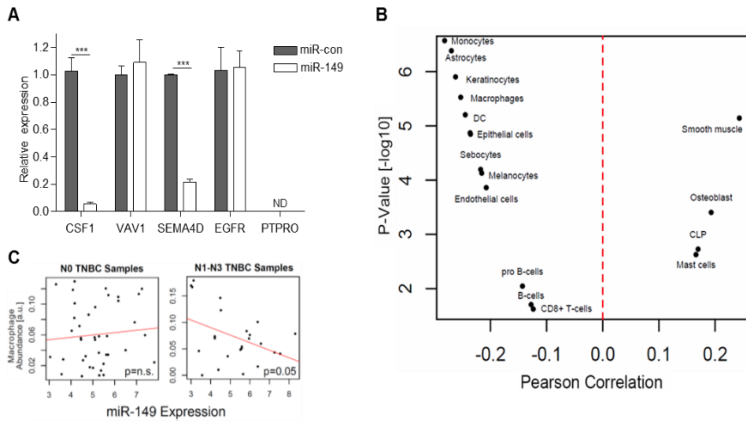 A
Relative expression
1.2
1.0
0.8
0.6
0.4
0.2
0.0
***
***
ND
miR-con
miR-149
CSF1 VAV1 SEMA4D EGFR PTPRO
B
P-Value [-log10]
6
5
4
3
2
Monocytes
Astrocytes
Keratinocytes
Macrophages
DC
Epithelial cells
Sebocytes
Melanocytes
Endothelial cells
pro B-cells
B-cells
CD8+ T-cells
Smooth muscle
Osteoblast
CLP
Mast cells
-0.2 -0.1 0.0 0.1 0.2
Pearson Correlation
C
N0 TNBC Samples
Macrophage
Abundance [a.u.]
0.10
0.06
0.02
p=n.s.
3 4 5 6 7
N1-N3 TNBC Samples
0.15
0.10
0.05
0.00
p=0.05
3 4 5 6 7 8
miR-149 Expression